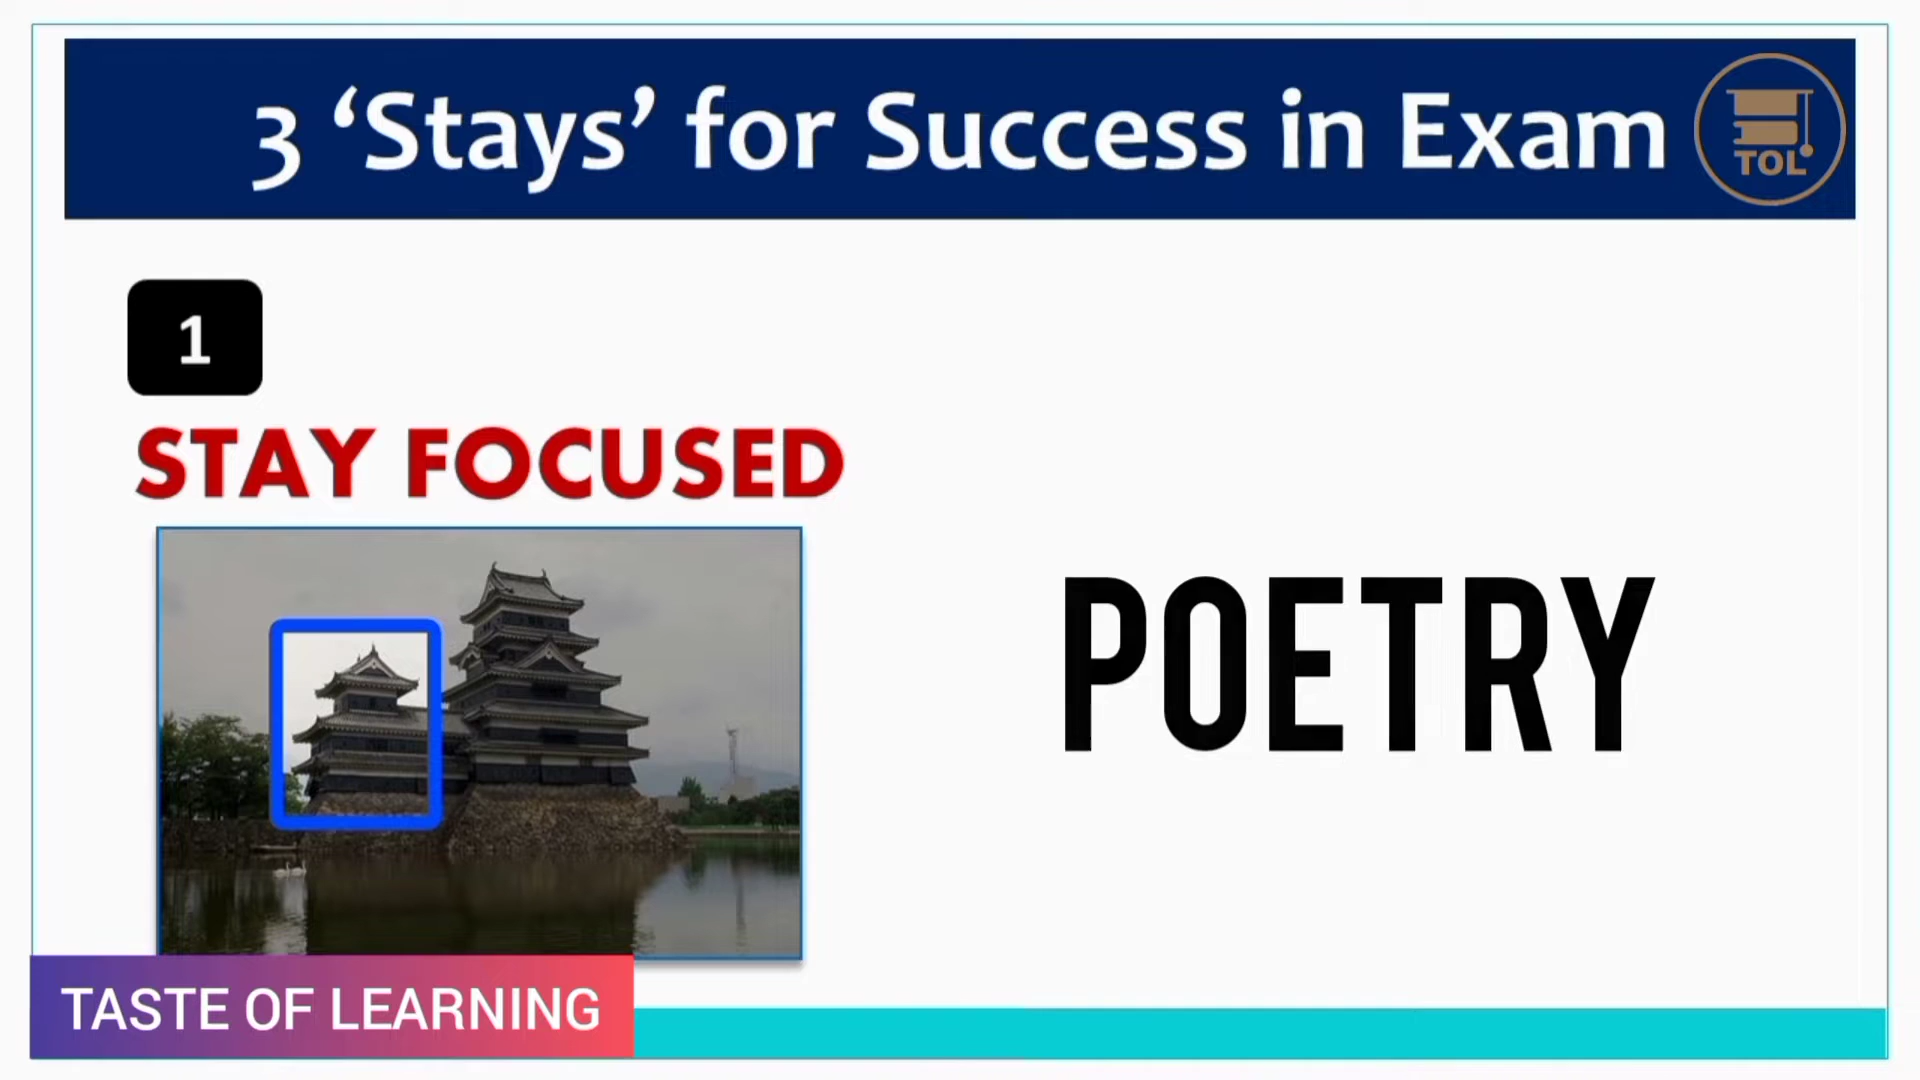 3 ‘Stays’ for Success in Exam
TOL
1
STAY FOCUSED
POETRY
TASTE OF LEARNING